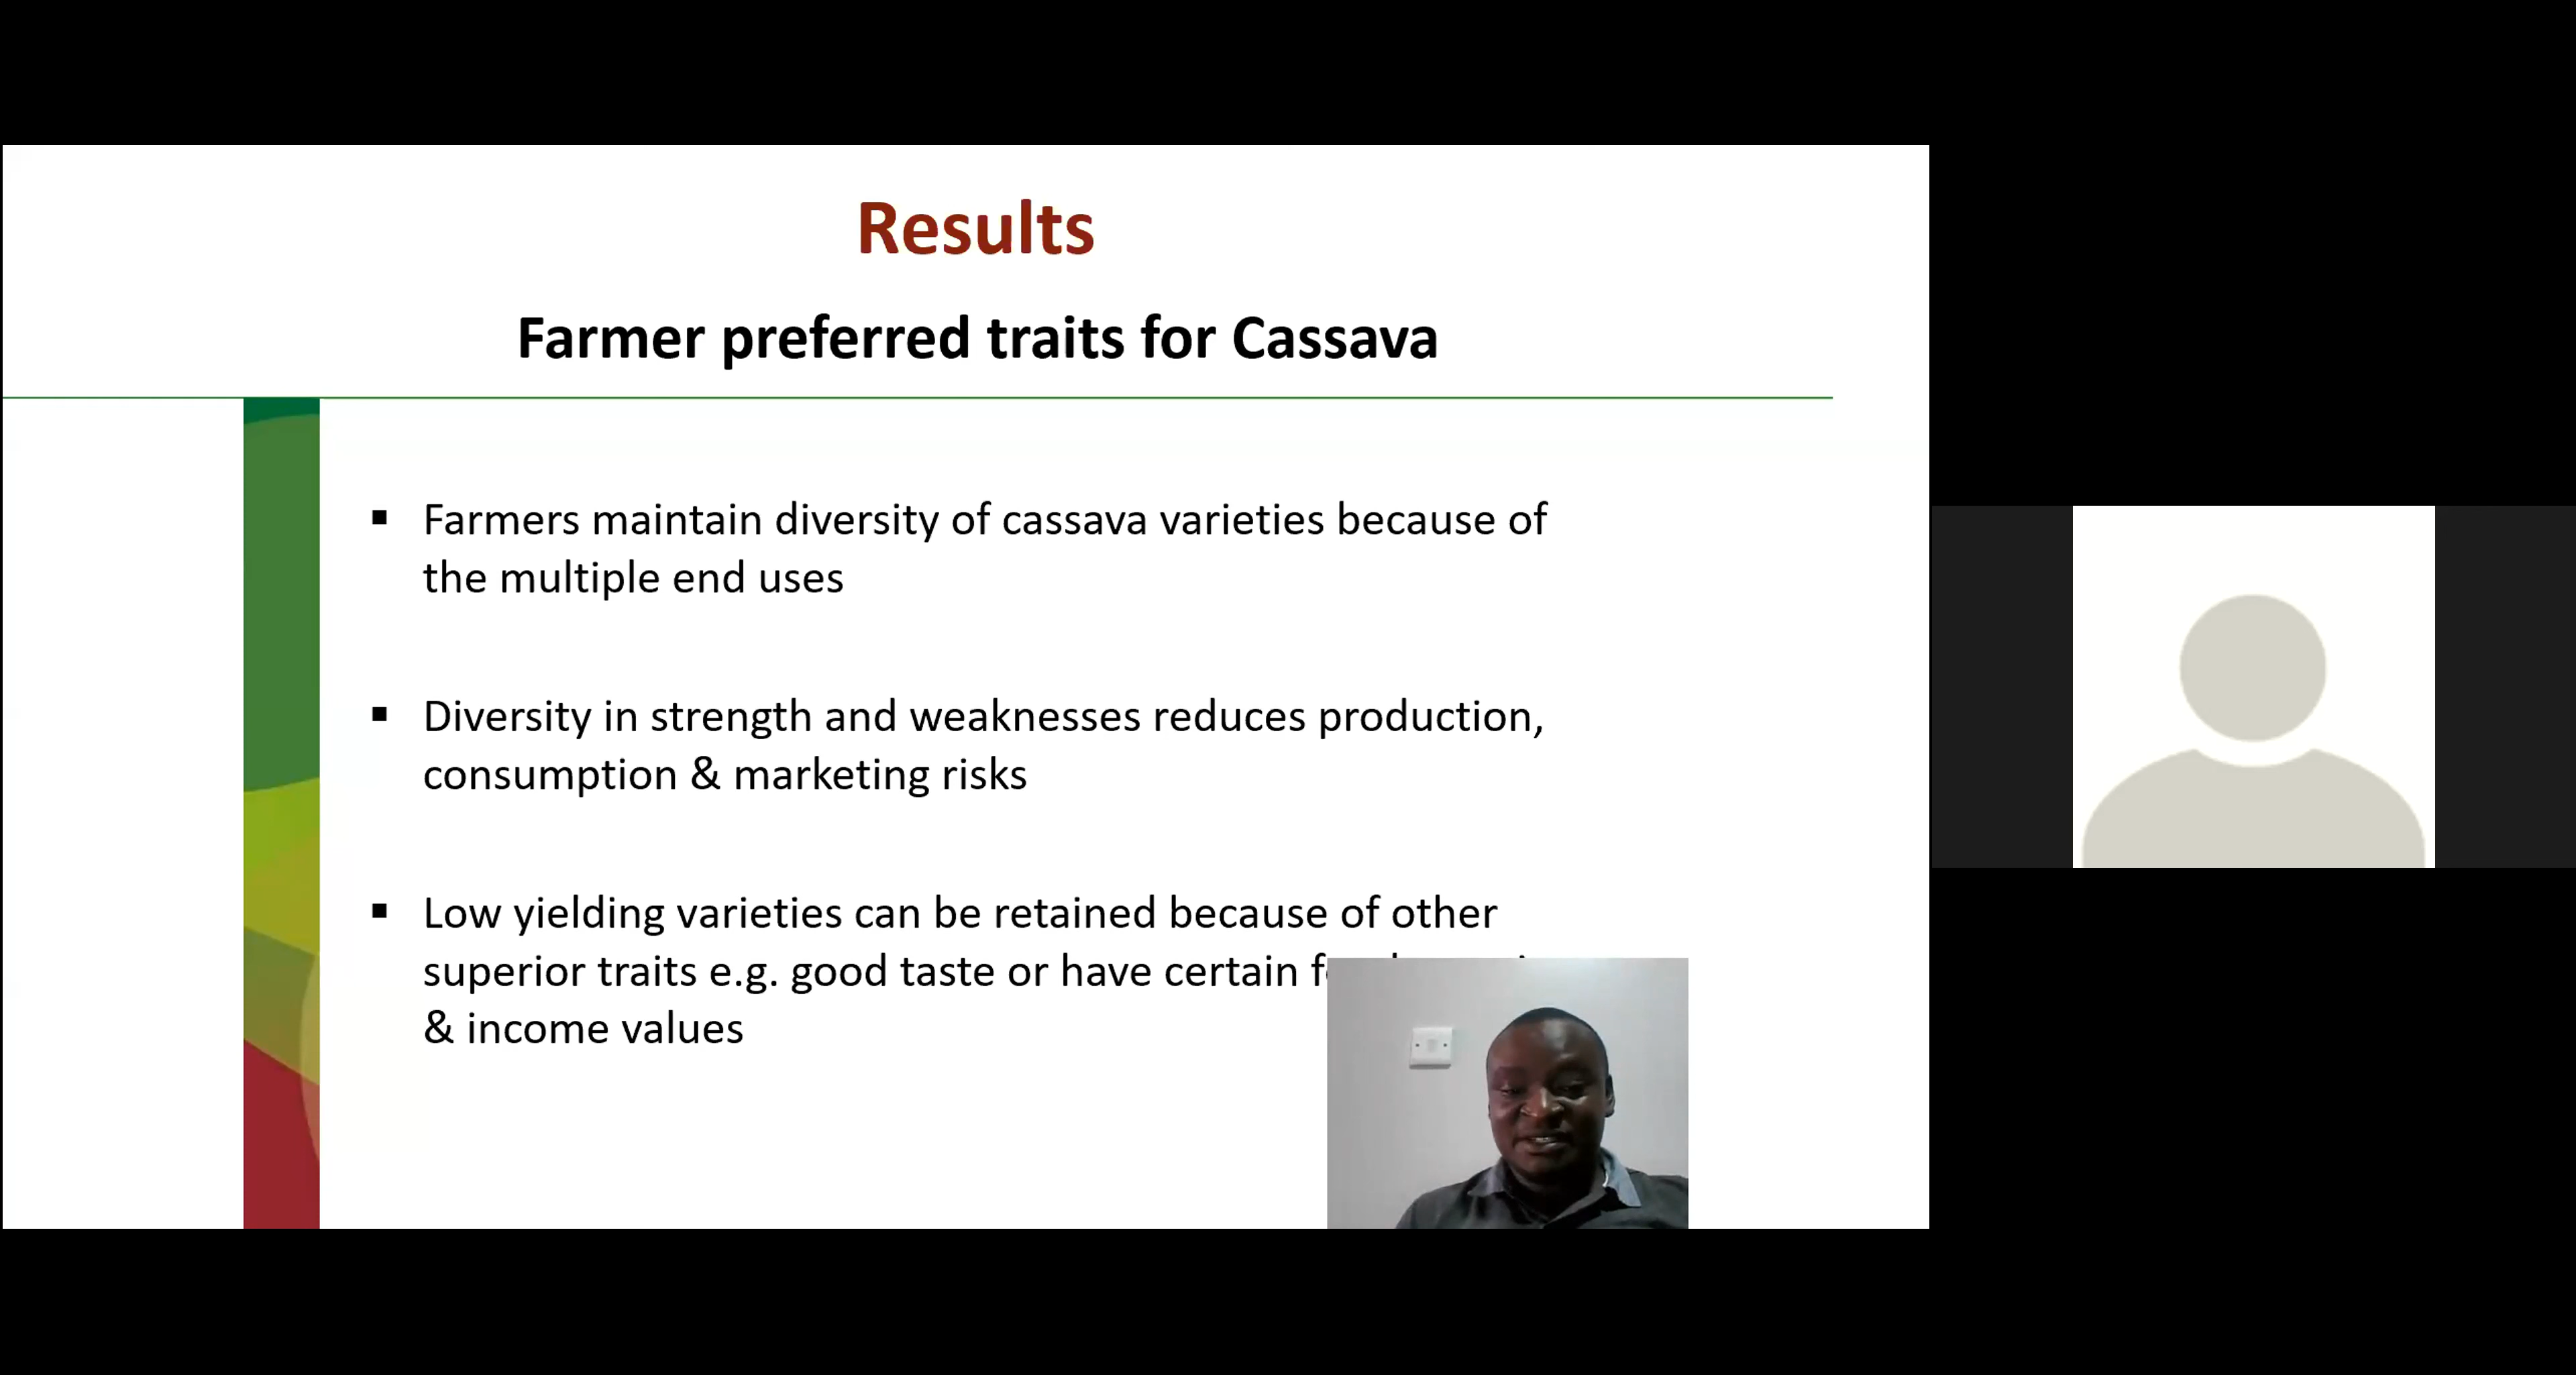 Results
Farmer preferred traits for Cassava
▪ Farmers maintain diversity of cassava varieties because of
the multiple end uses
▪ Diversity in strength and weaknesses reduces production,
consumption & marketing risks
▪ Low yielding varieties can be retained because of other
superior traits e.g. good taste or have certain
& income values